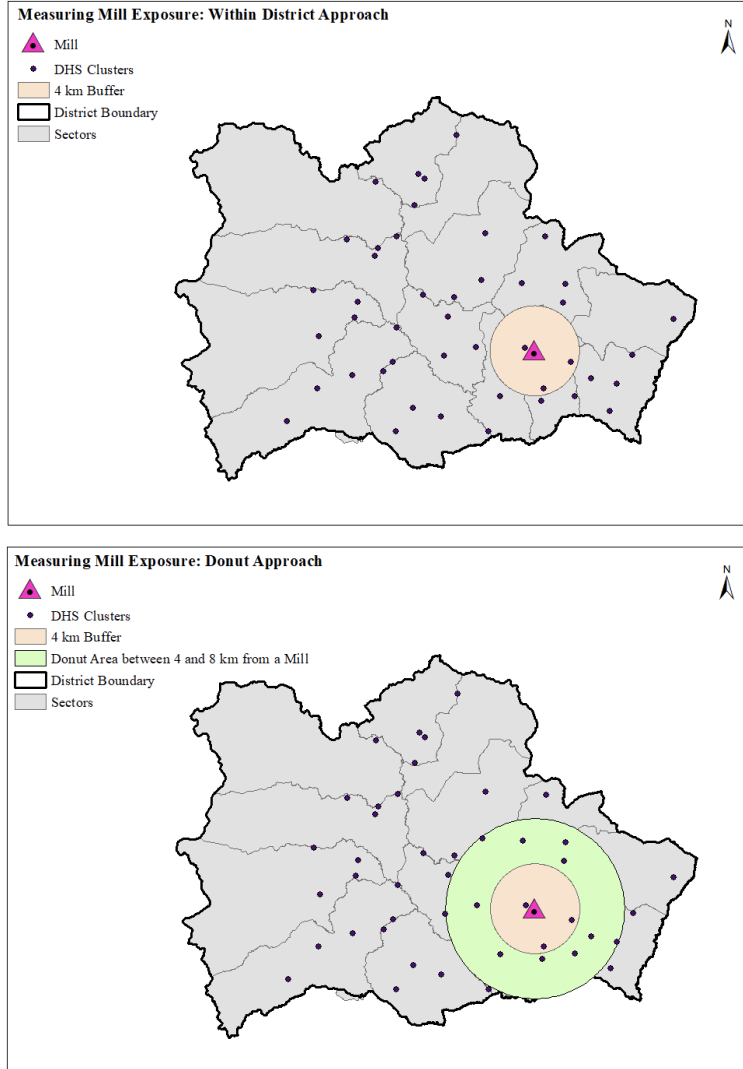 Measuring Mill Exposure: Within District Approach
N
Mill
DHS Clusters
4 km Buffer
District Boundary
Sectors
Measuring Mill Exposure: Donut Approach
N
Mill
DHS Clusters
4 km Buffer
Donut Area between 4 and 8 km from a Mill
District Boundary
Sectors